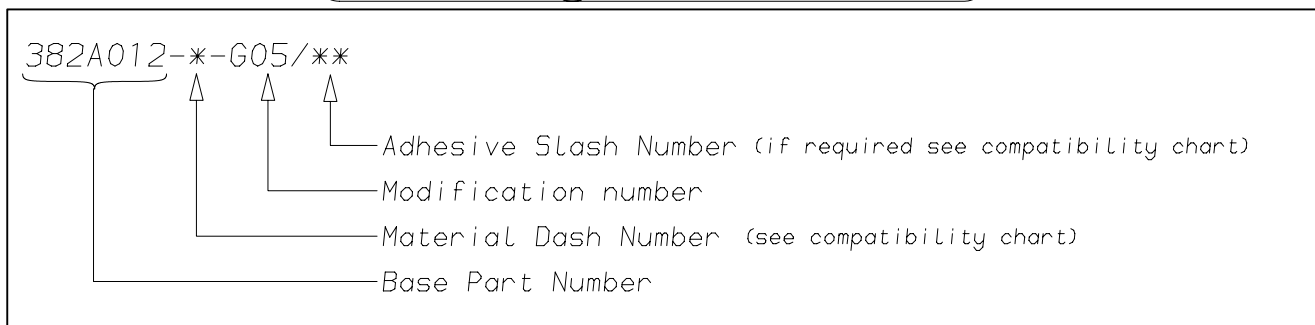 382A012-*-G05/**
Adhesive Slash Number (if required see compatibility chart)
Modification number
Material Dash Number (see compatibility chart)
Base Part Number